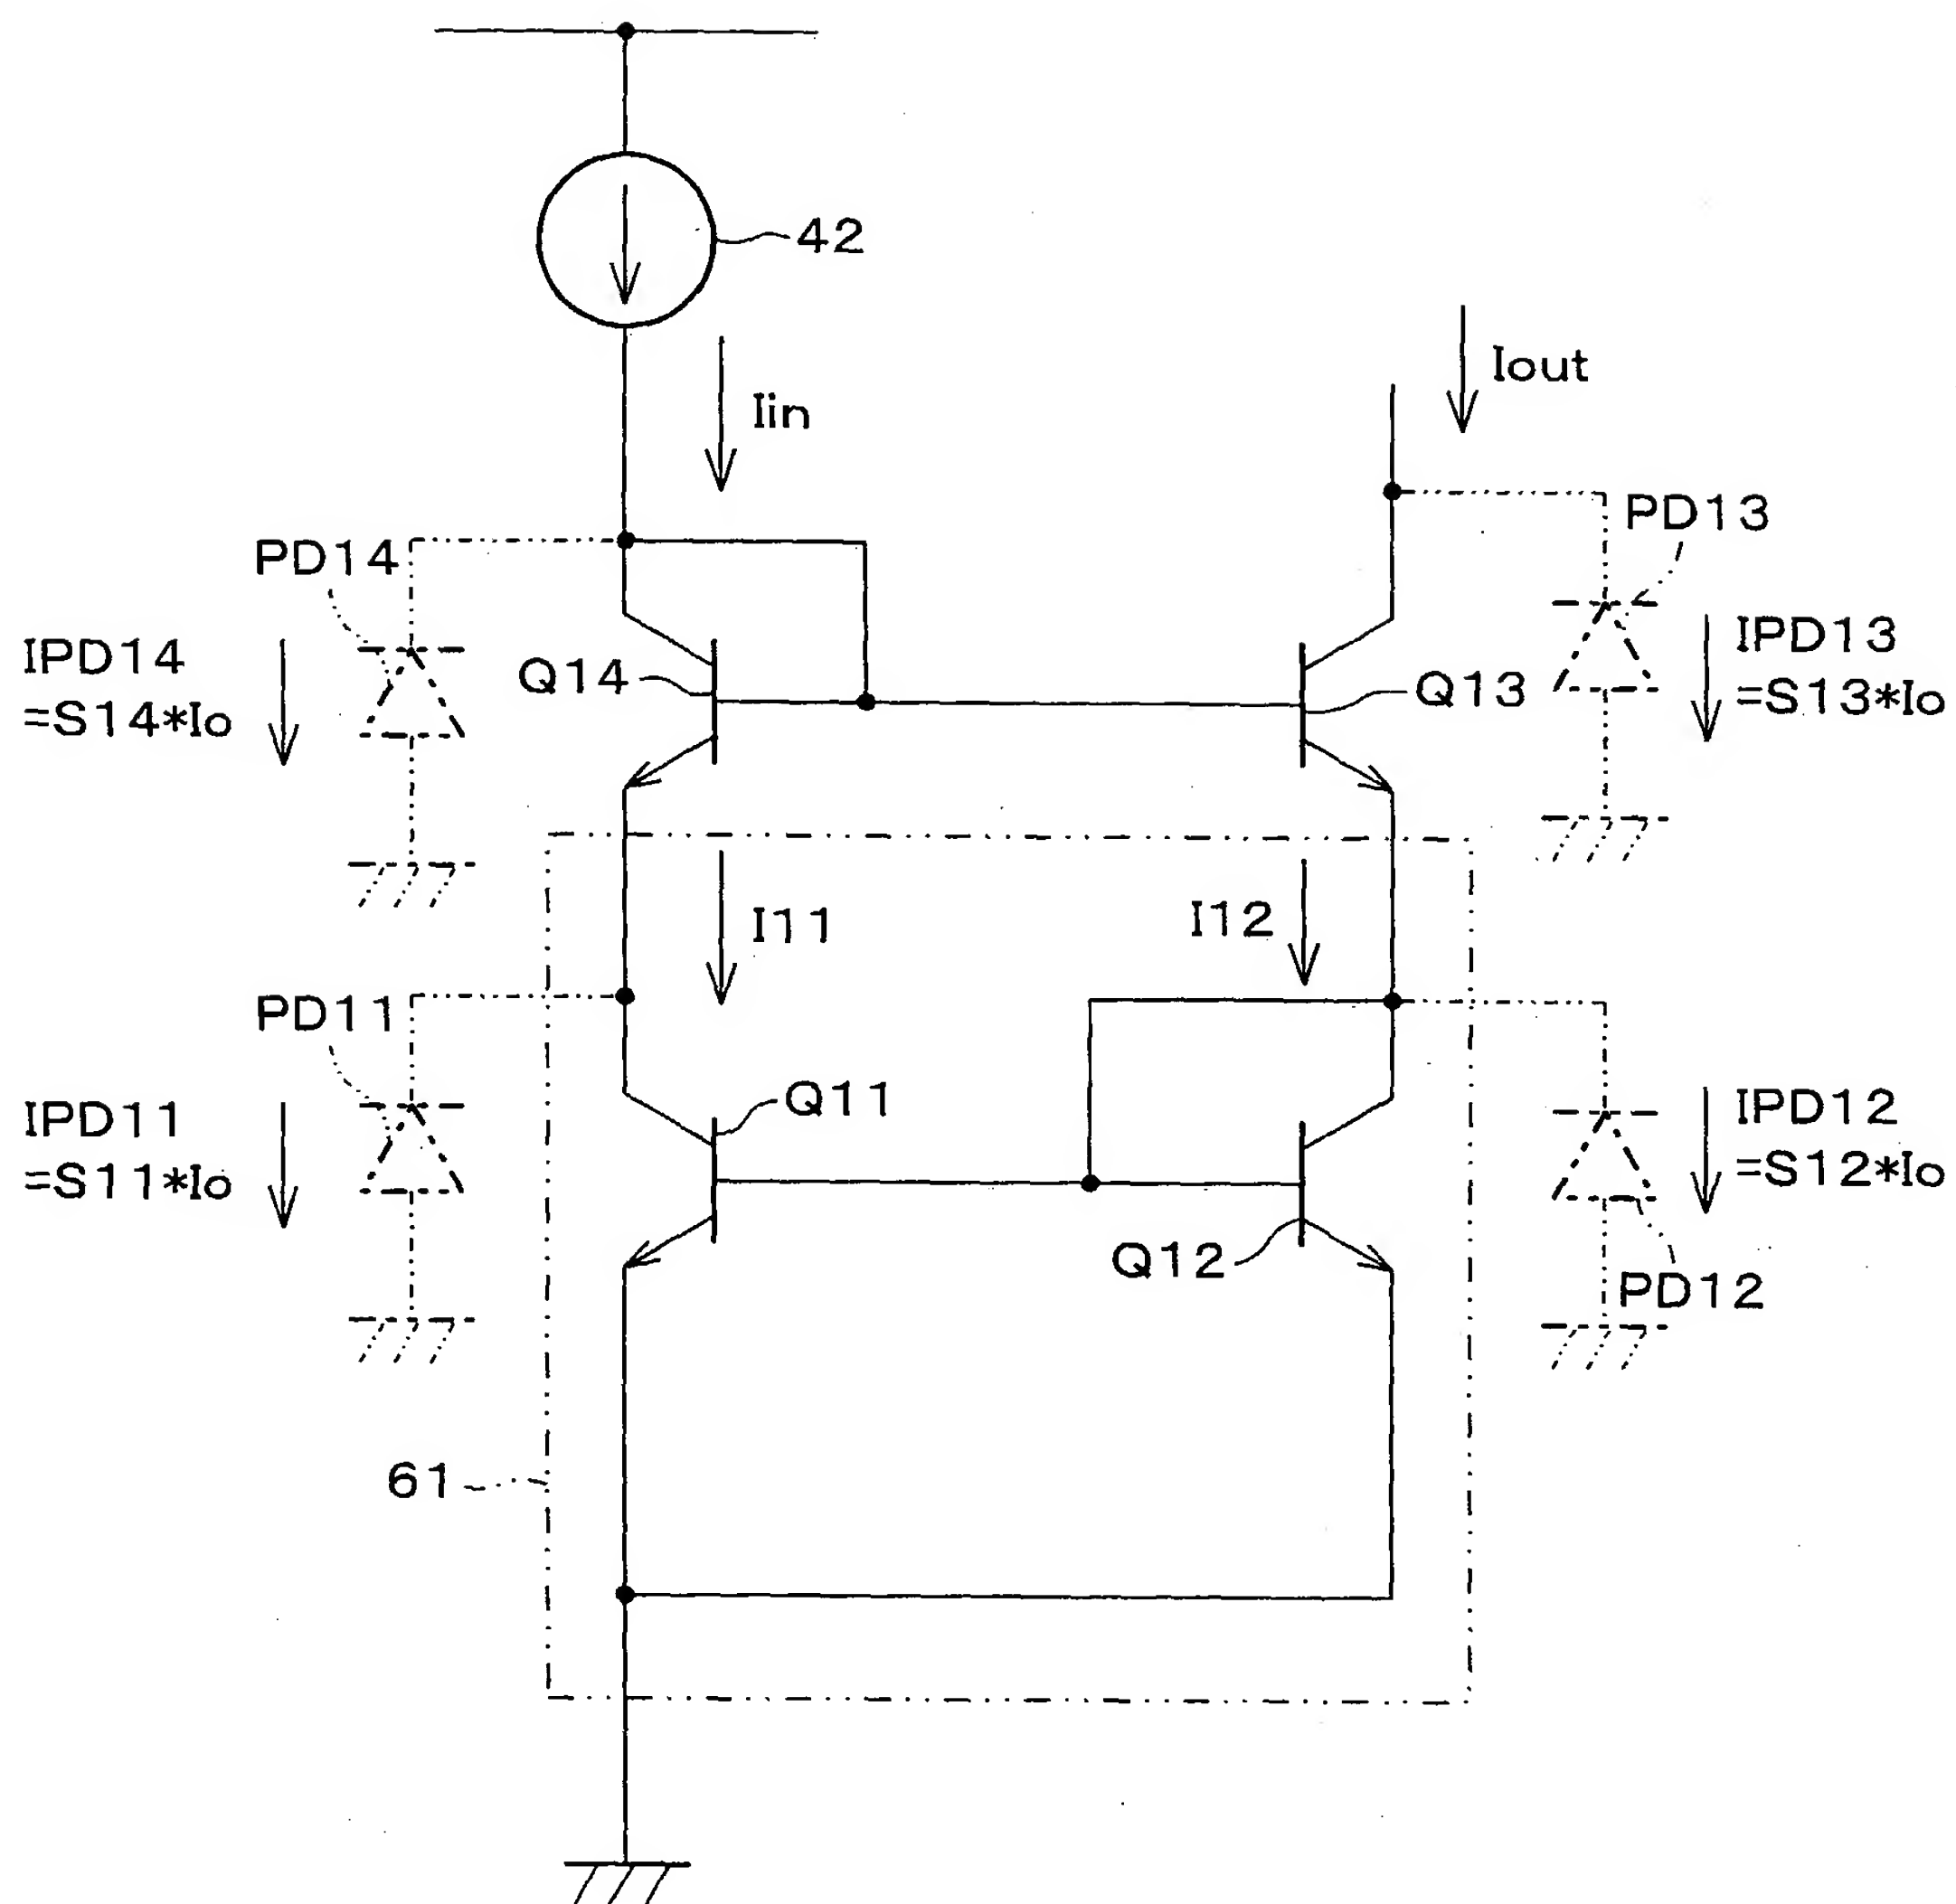 42
Iin
Iout
PD14
PD13
IPD14
=S14*Io
Q14
Q13
IPD13
=S13*Io
I11
I12
PD11
IPD11
=S11*Io
Q11
IPD12
=S12*Io
Q12
PD12
61